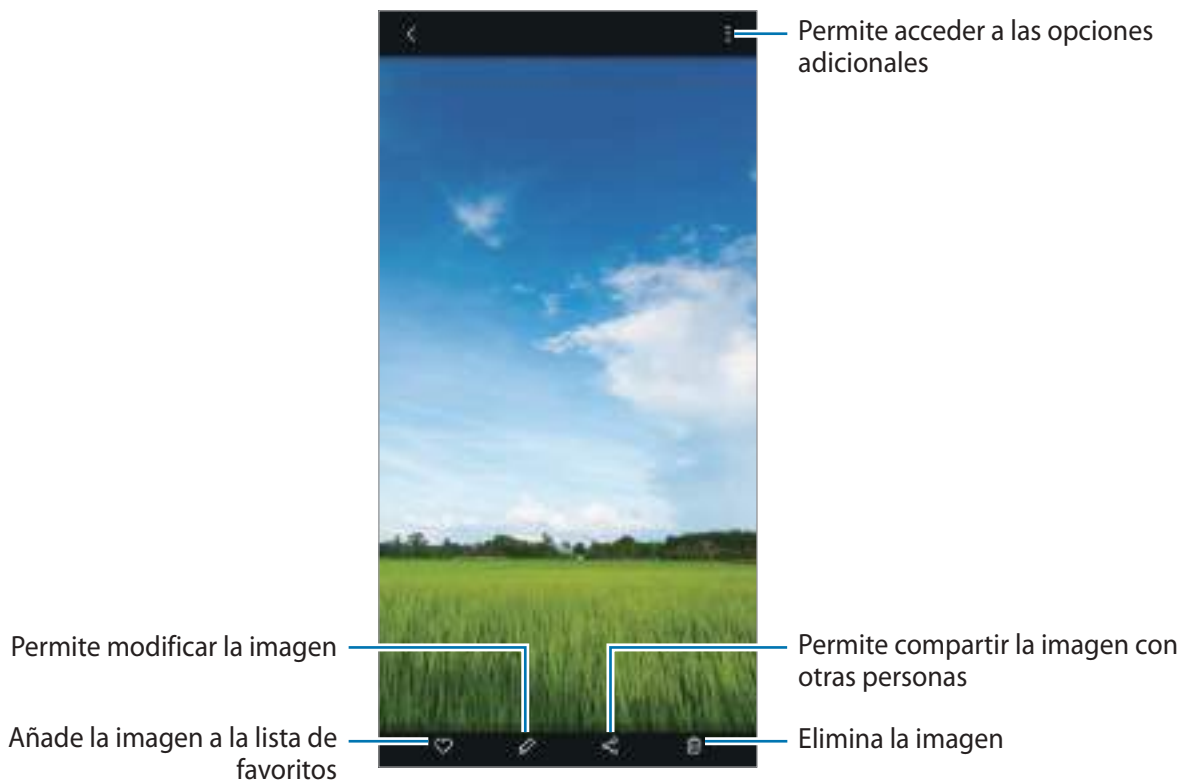 Permite acceder a las opciones
adicionales
Permite modificar la imagen
Permite compartir la imagen con
otras personas
Añade la imagen a la lista de
favoritos
Elimina la imagen